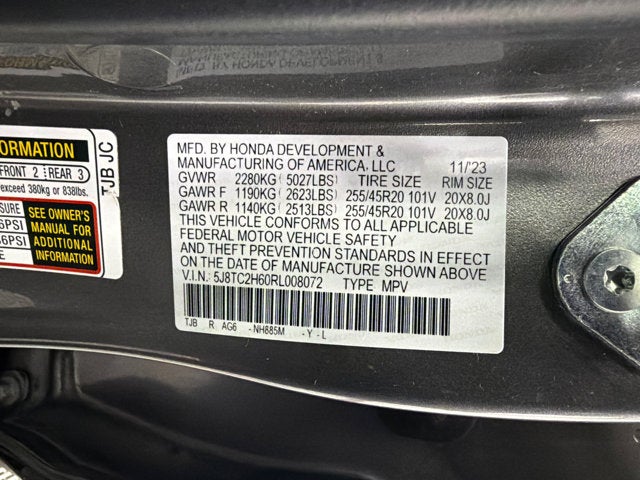 ORMATION
FRONT 2 REAR 3
exceed 380kg or 838lbs.
TJB JC
SURE
SEE OWNER'S
MANUAL FOR
ADDITIONAL
INFORMATION
6PSI
6PSI
E
MFD. BY HONDA DEVELOPMENT &
MANUFACTURING OF AMERICA, LLC 11/'23
GVWR 2280KG (5027LBS) TIRE SIZE RIM SIZE
GAWR F 1190KG (2623LBS) 255/45R20 101V 20X8.0J
GAWR R 1140KG (2513LBS) 255/45R20 101V 20X8.0J
THIS VEHICLE CONFORMS TO ALL APPLICABLE
FEDERAL MOTOR VEHICLE SAFETY
AND THEFT PREVENTION STANDARDS IN EFFECT
ON THE DATE OF MANUFACTURE SHOWN ABOVE.
V.I.N. 5J8TC2H60RL008072 TYPE MPV
TJB R AG6 -NH885M -Y-L